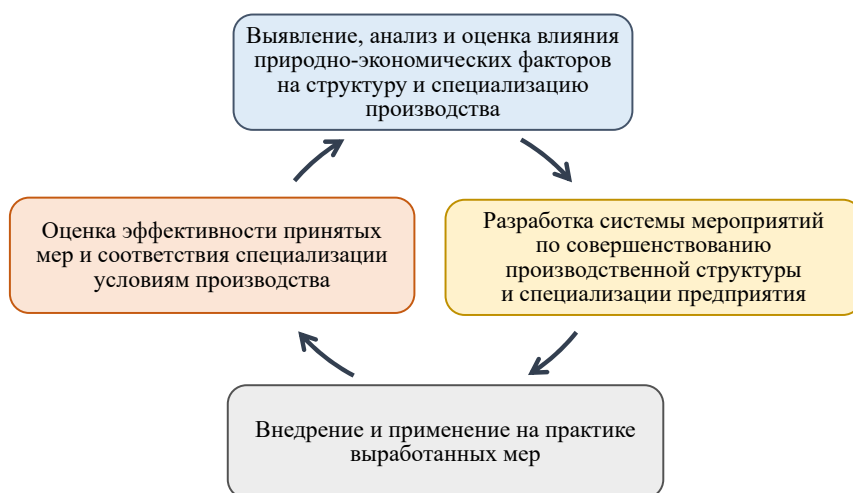 Выявление, анализ и оценка влияния
природно-экономических факторов
на структуру и специализацию
производства
Оценка эффективности принятых
мер и соответствия специализации
условиям производства
Разработка системы мероприятий
по совершенствованию
производственной структуры
и специализации предприятия
Внедрение и применение на практике
выработанных мер